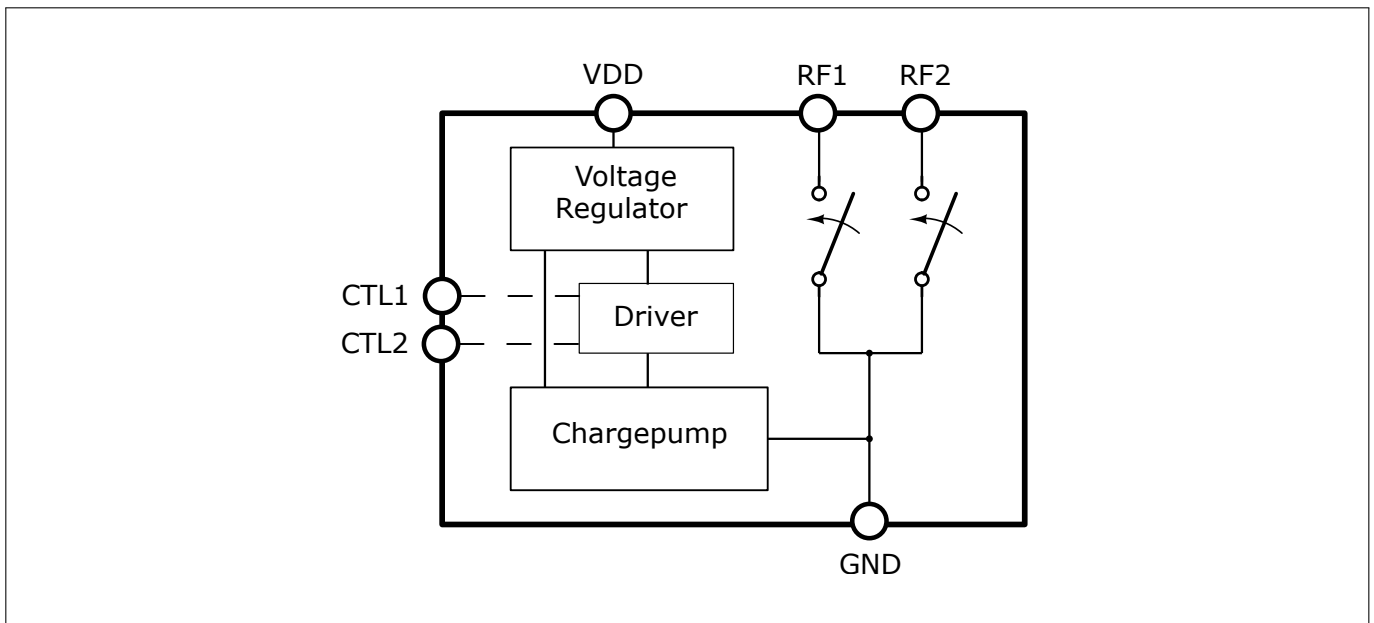 VDD
RF1
RF2
Voltage
Regulator
CTL1
CTL2
Driver
Chargepump
GND